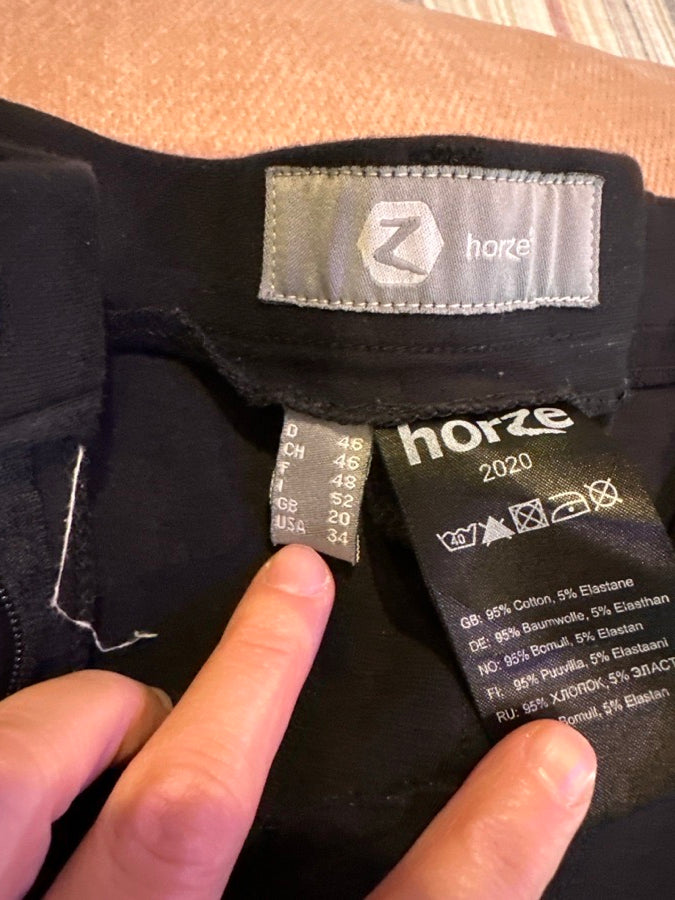 horze
D 46
CH 46
F 48
I 52
GB 20
USA 34
horze
2020
40
GB: 95% Cotton, 5% Elastane
DE: 95% Baumwolle, 5% Elasthan
NO: 95% Bomull, 5% Elastan
FI: 95% Puuvilla, 5% Elastaani
RU: 95% ХЛОПОК, 5% ЭЛАСТ
Bomull, 5% Elastan